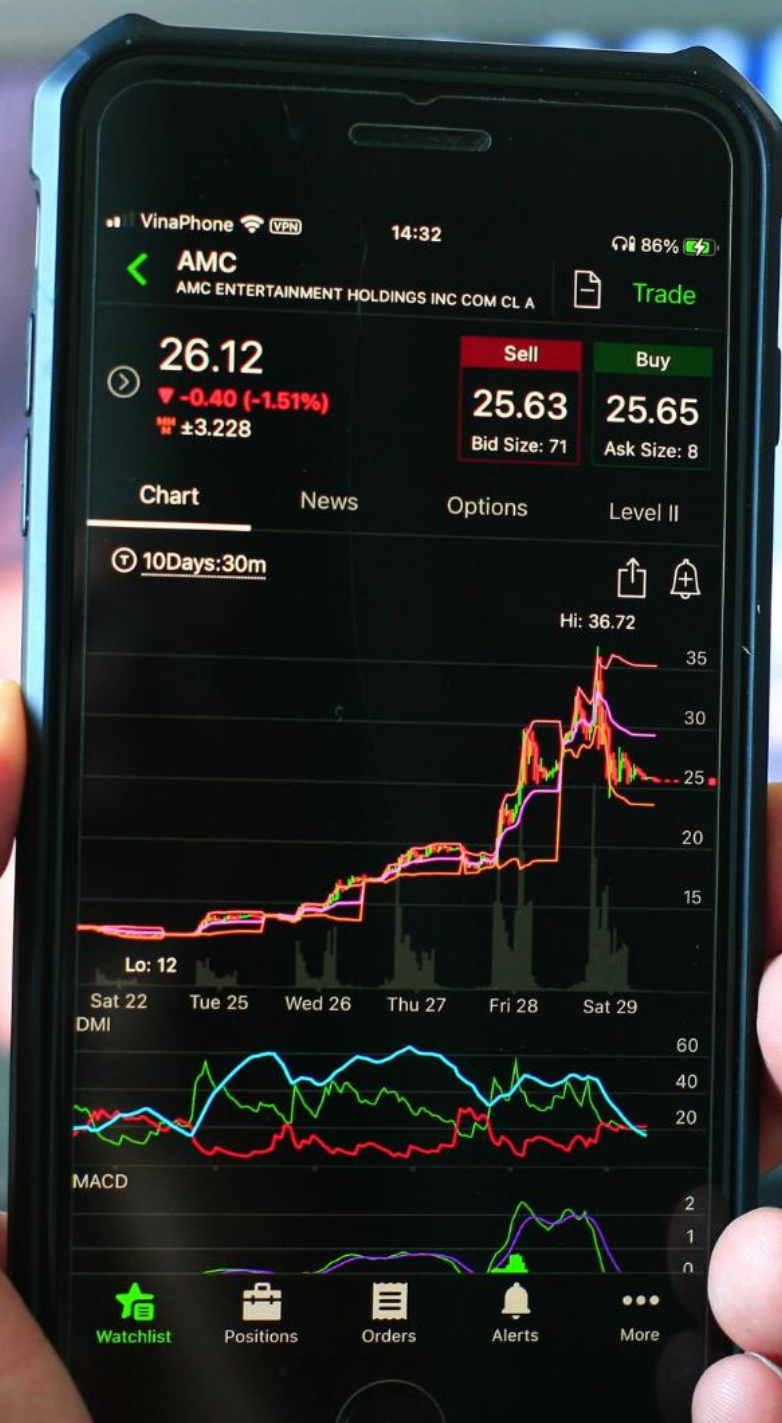 VinaPhone VPN 14:32 86%
AMC
AMC ENTERTAINMENT HOLDINGS INC COM CL A
Trade
26.12
-0.40 (-1.51%)
MM
M ±3.228
Sell
25.63
Bid Size: 71
Buy
25.65
Ask Size: 8
Chart News Options Level II
T 10Days:30m
Hi: 36.72
35
30
25
20
15
Lo: 12
Sat 22 Tue 25 Wed 26 Thu 27 Fri 28 Sat 29
DMI
60
40
20
MACD
2
1
0
Watchlist Positions Orders Alerts More